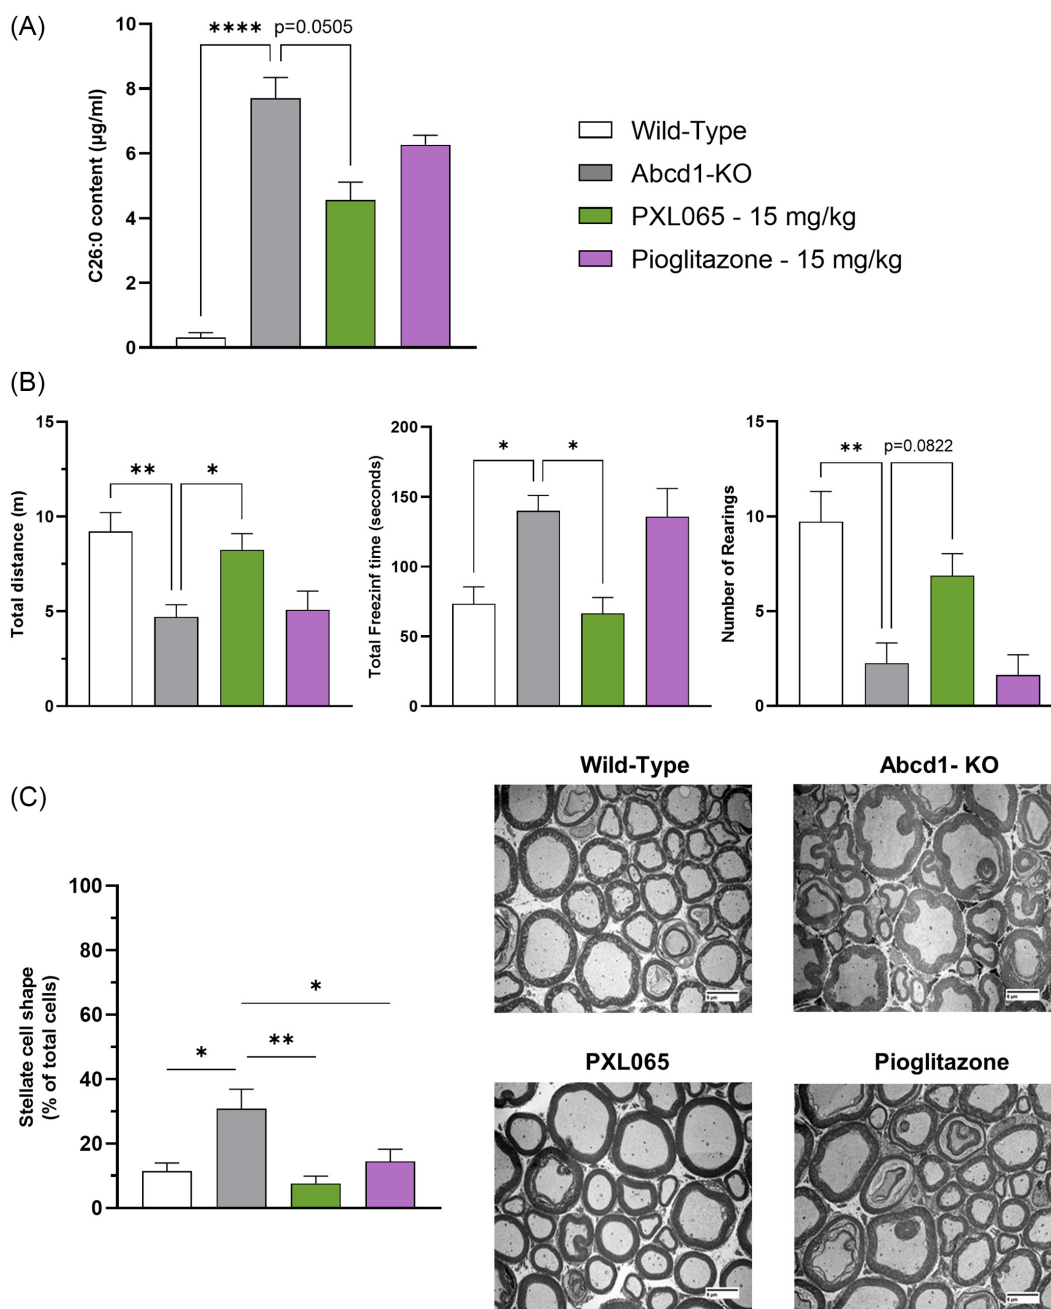 (A)
10
8
6
4
2
0
C26:0 content (µg/ml)
**** p=0.0505
Wild-Type
Abcd1-KO
PXL065 - 15 mg/kg
Pioglitazone - 15 mg/kg
(B)
15
10
5
0
Total distance (m)
** *
200
150
100
50
0
Total Freezinf time (seconds)
* *
15
10
5
0
Number of Rearings
** p=0.0822
(C)
100
80
60
40
20
0
Stellate cell shape
(% of total cells)
*
* **
Wild-Type
Abcd1- KO
PXL065
Pioglitazone